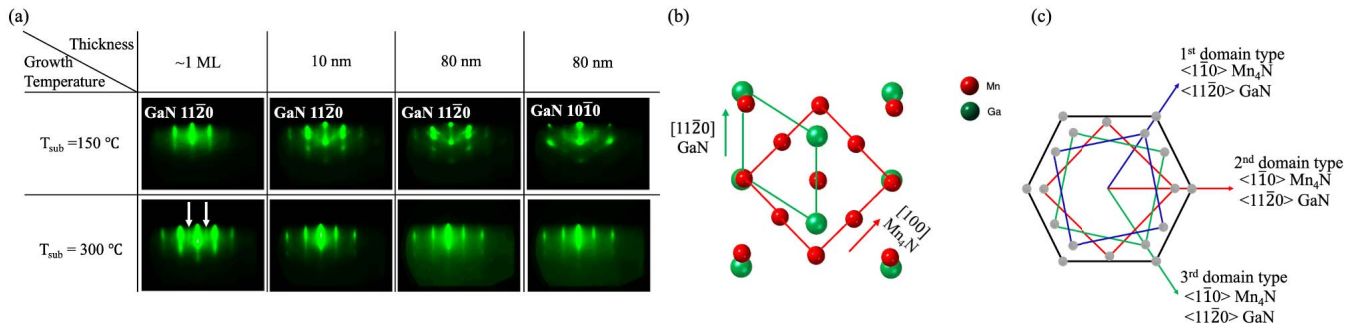 (a)
Thickness
Growth
Temperature
~1 ML
10 nm
80 nm
80 nm
T_sub =150 °C
GaN 112̄0
GaN 112̄0
GaN 112̄0
GaN 101̄0
T_sub = 300 °C
(b)
[112̄0]
GaN
[100]
Mn₄N
Mn
Ga
(c)
1st domain type
<11̄0> Mn₄N
<112̄0> GaN
2nd domain type
<11̄0> Mn₄N
<112̄0> GaN
3rd domain type
<11̄0> Mn₄N
<112̄0> GaN